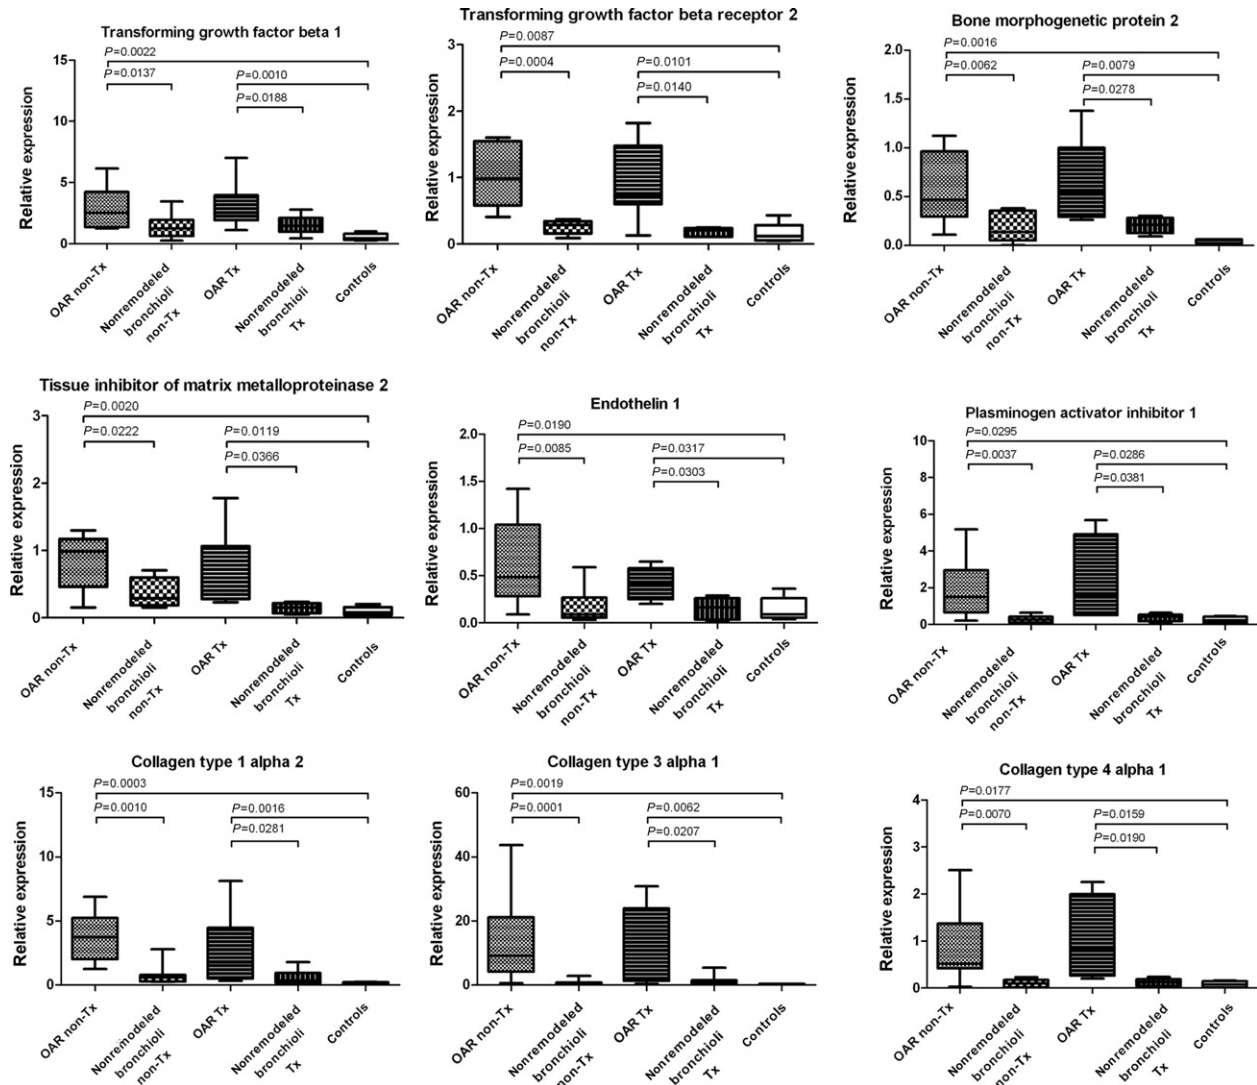 Transforming growth factor beta 1
P=0.0022
P=0.0137
P=0.0010
P=0.0188
Relative expression
15
10
5
0
OAR non-Tx
Nonremodeled
bronchioli
non-Tx
OAR Tx
Nonremodeled
bronchioli
Tx
Controls
Transforming growth factor beta receptor 2
P=0.0087
P=0.0004
P=0.0101
P=0.0140
Relative expression
3
2
1
0
OAR non-Tx
Nonremodeled
bronchioli
non-Tx
OAR Tx
Nonremodeled
bronchioli
Tx
Controls
Bone morphogenetic protein 2
P=0.0016
P=0.0062
P=0.0079
P=0.0278
Relative expression
2.0
1.5
1.0
0.5
0.0
OAR non-Tx
Nonremodeled
bronchioli
non-Tx
OAR Tx
Nonremodeled
bronchioli
Tx
Controls
Tissue inhibitor of matrix metalloproteinase 2
P=0.0020
P=0.0222
P=0.0119
P=0.0366
Relative expression
3
2
1
0
OAR non-Tx
Nonremodeled
bronchioli
non-Tx
OAR Tx
Nonremodeled
bronchioli
Tx
Controls
Endothelin 1
P=0.0190
P=0.0085
P=0.0317
P=0.0303
Relative expression
2.0
1.5
1.0
0.5
0.0
OAR non-Tx
Nonremodeled
bronchioli
non-Tx
OAR Tx
Nonremodeled
bronchioli
Tx
Controls
Plasminogen activator inhibitor 1
P=0.0295
P=0.0037
P=0.0286
P=0.0381
Relative expression
10
8
6
4
2
0
OAR non-Tx
Nonremodeled
bronchioli
non-Tx
OAR Tx
Nonremodeled
bronchioli
Tx
Controls
Collagen type 1 alpha 2
P=0.0003
P=0.0010
P=0.0016
P=0.0281
Relative expression
15
10
5
0
OAR non-Tx
Nonremodeled
bronchioli
non-Tx
OAR Tx
Nonremodeled
bronchioli
Tx
Controls
Collagen type 3 alpha 1
P=0.0019
P=0.0001
P=0.0062
P=0.0207
Relative expression
60
40
20
0
OAR non-Tx
Nonremodeled
bronchioli
non-Tx
OAR Tx
Nonremodeled
bronchioli
Tx
Controls
Collagen type 4 alpha 1
P=0.0177
P=0.0070
P=0.0159
P=0.0190
Relative expression
4
3
2
1
0
OAR non-Tx
Nonremodeled
bronchioli
non-Tx
OAR Tx
Nonremodeled
bronchioli
Tx
Controls